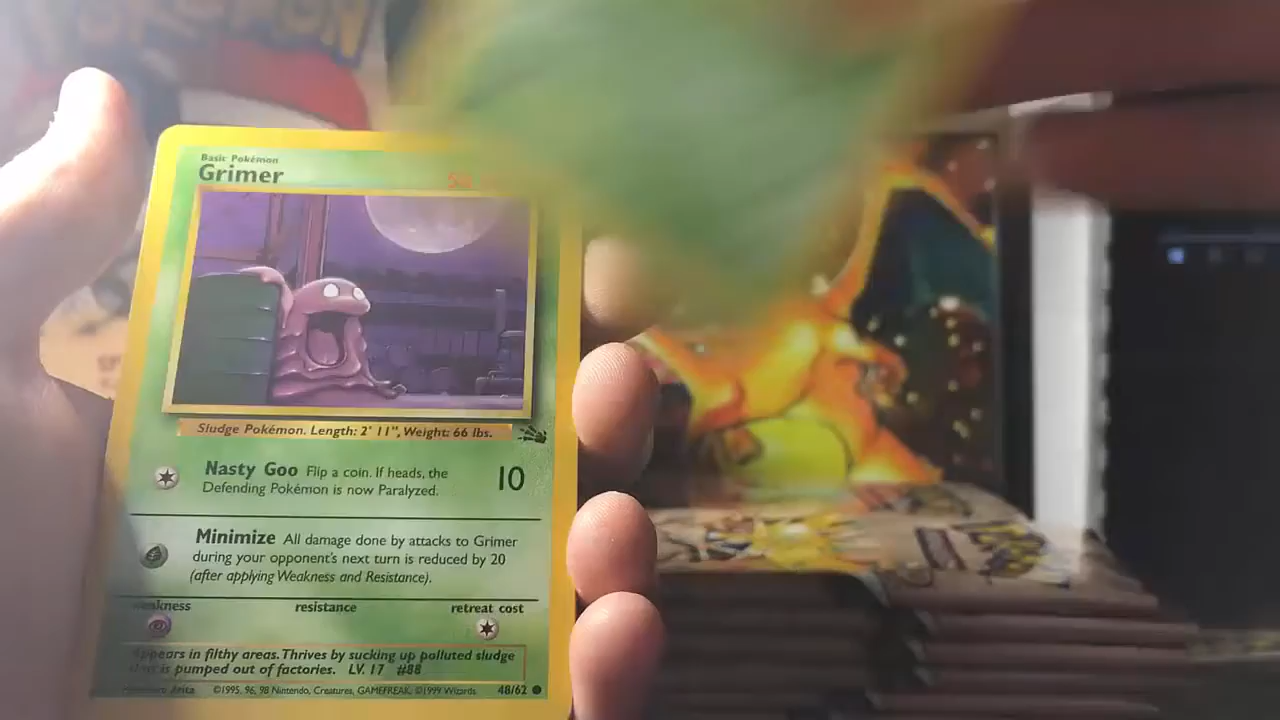 POKÉMON
Basic Pokémon
Grimer
Sludge Pokémon. Length: 2' 11", Weight: 66 lbs.
Nasty Goo Flip a coin. If heads, the
Defending Pokémon is now Paralyzed.
10
Minimize All damage done by attacks to Grimer
during your opponent's next turn is reduced by 20
(after applying Weakness and Resistance).
weakness resistance retreat cost
Appears in filthy areas. Thrives by sucking up polluted sludge
that is pumped out of factories. LV. 17 #88
Arita ©1995, 96, 98 Nintendo, Creatures, GAMEFREAK. ©1999 Wizards. 48/62